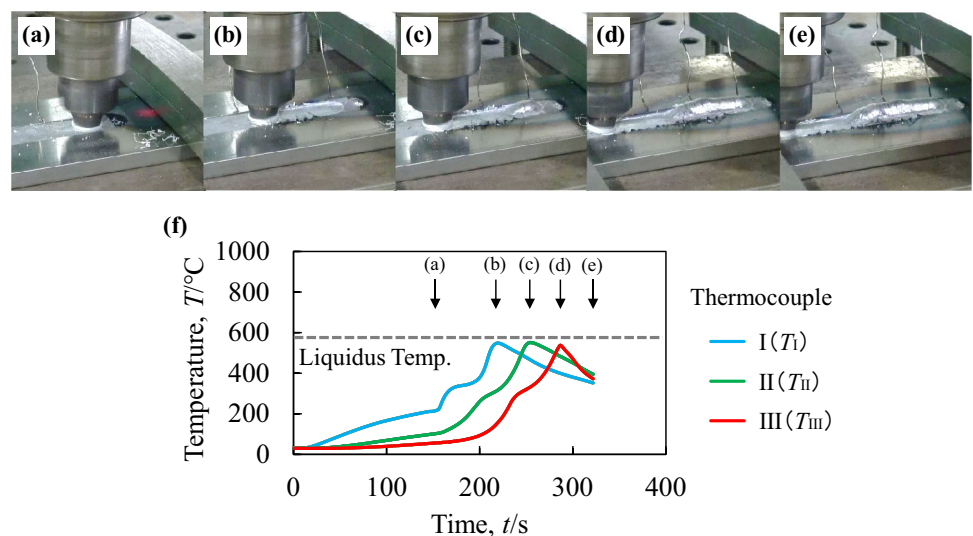 (a) (b) (c) (d) (e)
(f)
1000
800
600
400
200
0
Temperature, T/°C
(a) (b) (c) (d) (e)
Liquidus Temp.
0 100 200 300 400
Time, t/s
Thermocouple
I (TI)
II (TII)
III (TIII)